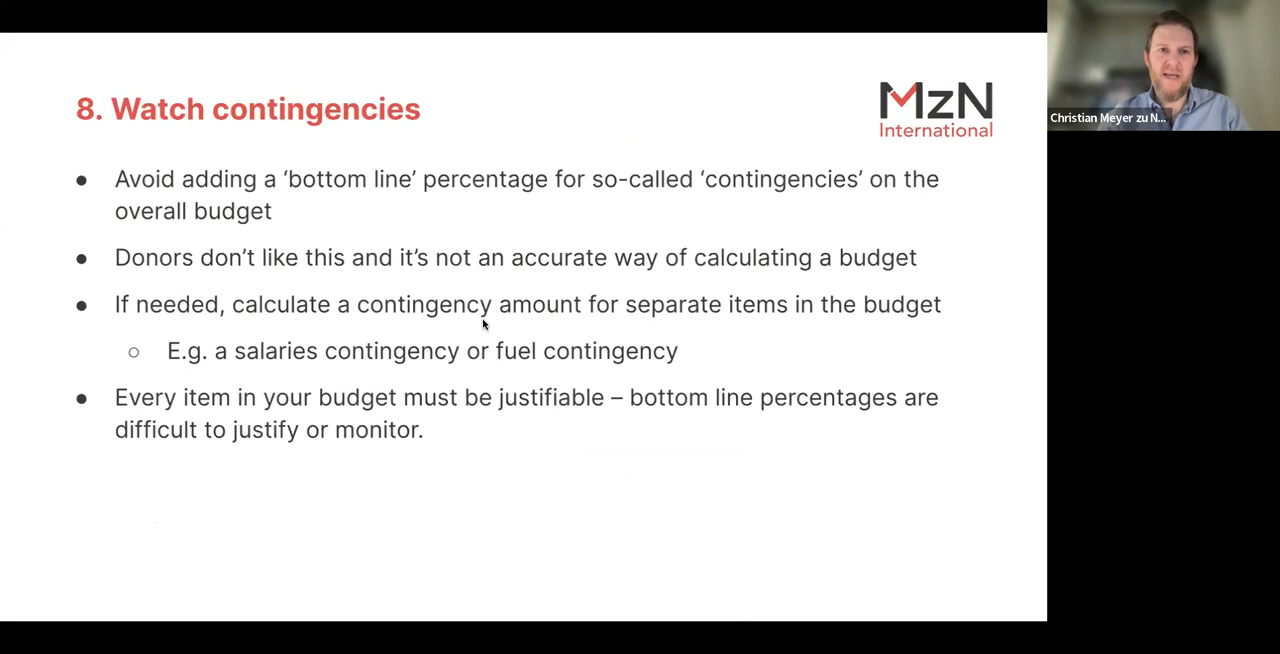 8. Watch contingencies
MzN
International
● Avoid adding a ‘bottom line’ percentage for so-called ‘contingencies’ on the
overall budget
● Donors don’t like this and it’s not an accurate way of calculating a budget
● If needed, calculate a contingency amount for separate items in the budget
○ E.g. a salaries contingency or fuel contingency
● Every item in your budget must be justifiable – bottom line percentages are
difficult to justify or monitor.
Christian Meyer zu N...